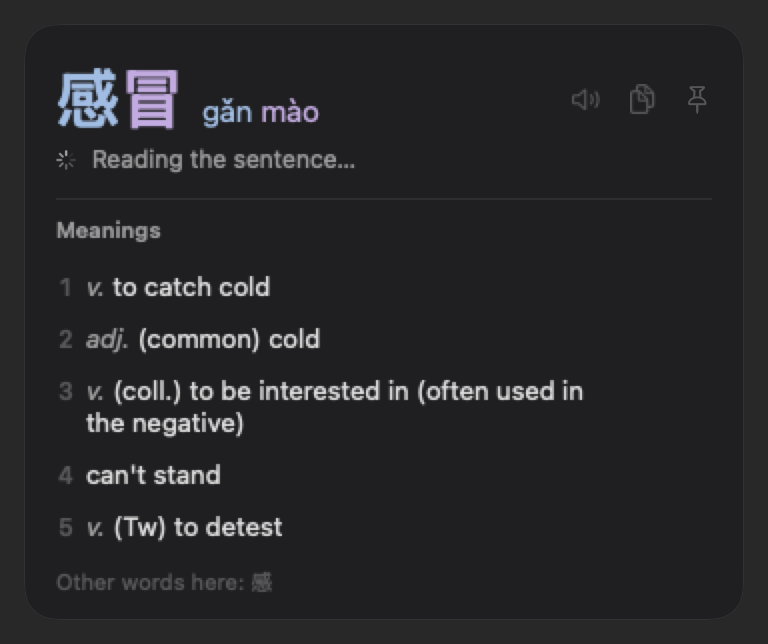 感冒 gǎn mào
Reading the sentence...
Meanings
1 v. to catch cold
2 adj. (common) cold
3 v. (coll.) to be interested in (often used in
the negative)
4 can't stand
5 v. (Tw) to detest
Other words here: 感